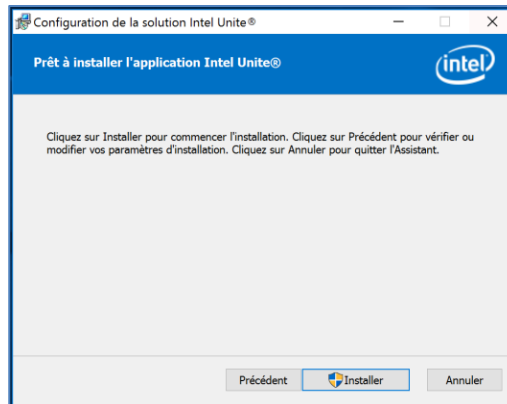 Configuration de la solution Intel Unite®
Prêt à installer l'application Intel Unite®
intel
Cliquez sur Installer pour commencer l'installation. Cliquez sur Précédent pour vérifier ou
modifier vos paramètres d'installation. Cliquez sur Annuler pour quitter l'Assistant.
Précédent
Installer
Annuler